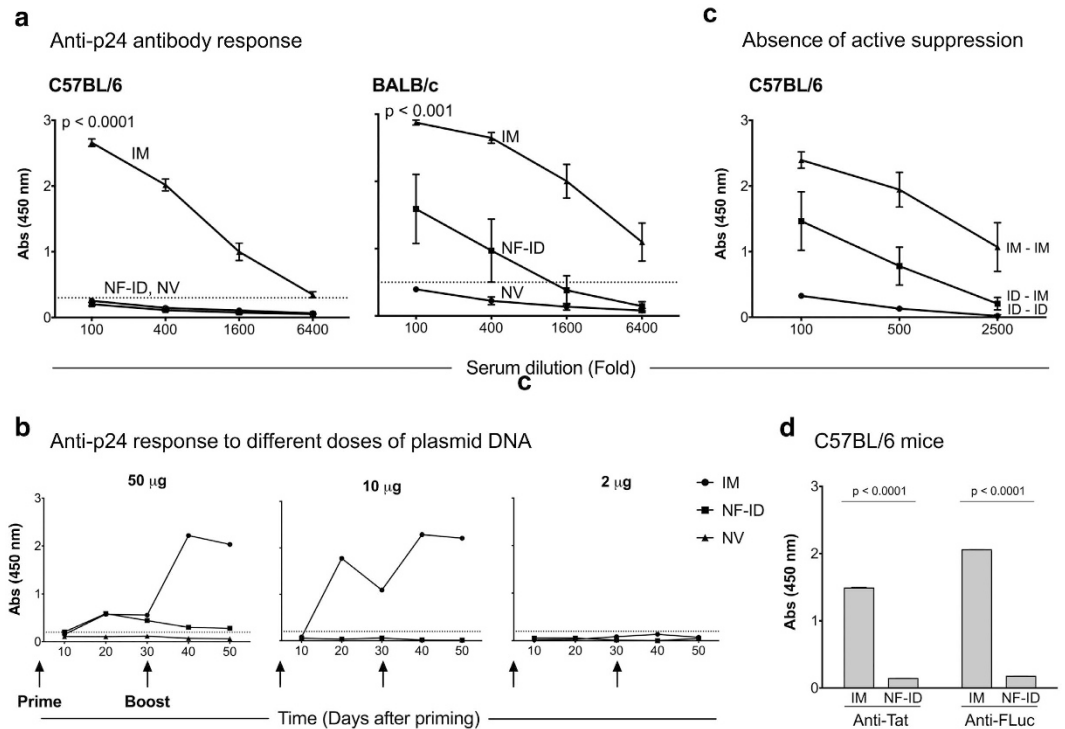 a
Anti-p24 antibody response
C57BL/6
p < 0.0001
IM
NF-ID, NV
Abs (450 nm)
3
2
1
0
100 400 1600 6400
BALB/c
p < 0.001
IM
NF-ID
NV
Abs (450 nm)
100 400 1600 6400
c
Absence of active suppression
C57BL/6
Abs (450 nm)
3
2
1
0
IM - IM
ID - IM
ID - ID
100 500 2500
Serum dilution (Fold)
c
b
Anti-p24 response to different doses of plasmid DNA
50 µg
10 µg
2 µg
IM
NF-ID
NV
Abs (450 nm)
3
2
1
0
10 20 30 40 50
10 20 30 40 50
10 20 30 40 50
Prime
Boost
Time (Days after priming)
d
C57BL/6 mice
p < 0.0001
p < 0.0001
Abs (450 nm)
3
2
1
0
IM NF-ID
IM NF-ID
Anti-Tat
Anti-FLuc